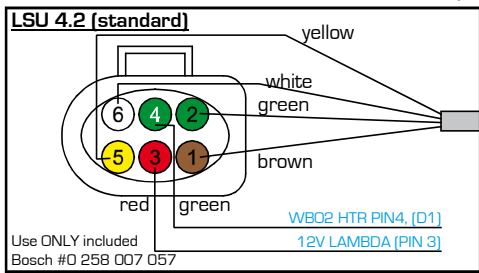 LSU 4.2 (standard)
yellow
white
green
6 4 2
5 3 1
brown
red green
WBO2 HTR PIN4, (D1)
12V LAMBDA (PIN 3)
Use ONLY included
Bosch #0 258 007 057